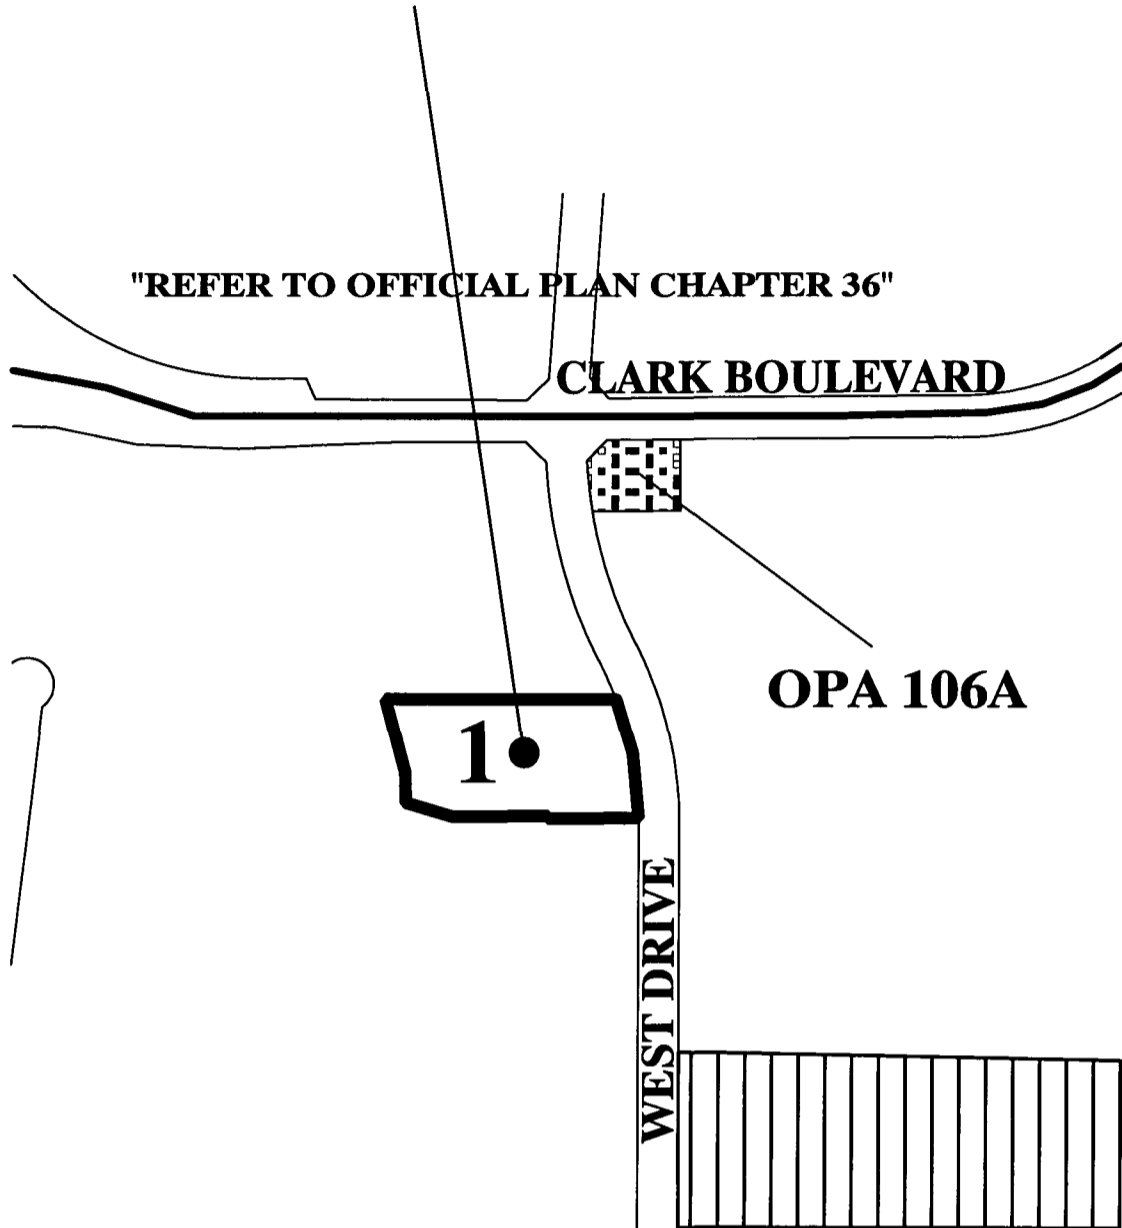 "REFER TO OFFICIAL PLAN CHAPTER 36"
CLARK BOULEVARD
OPA 106A
1
WEST DRIVE